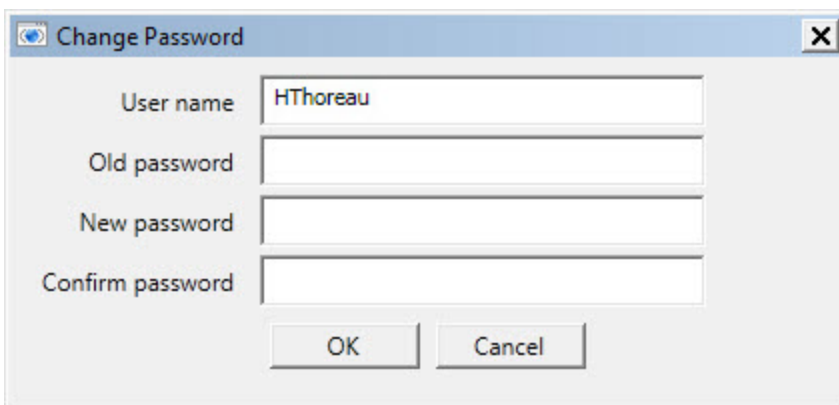 Change Password
User name HThoreau
Old password
New password
Confirm password
OK Cancel